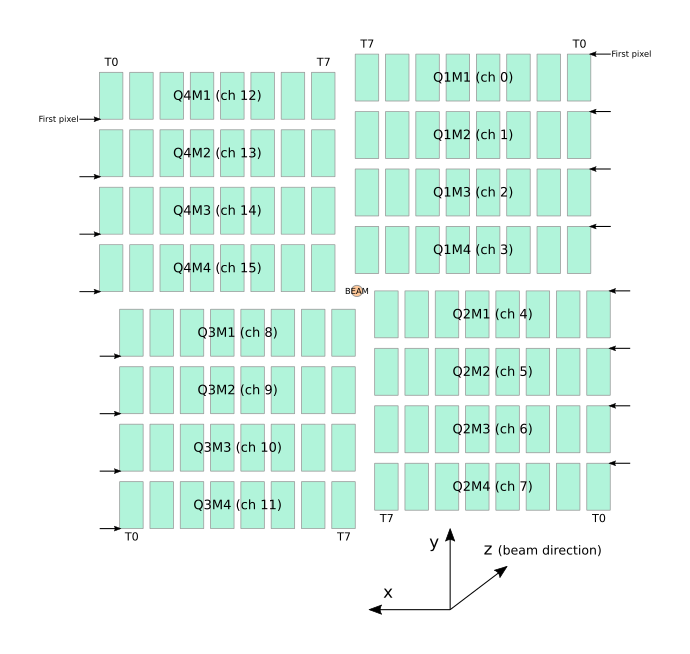 T7 T0
First pixel
T0 T7
Q1M1 (ch 0)
Q4M1 (ch 12)
First pixel
Q1M2 (ch 1)
Q4M2 (ch 13)
Q1M3 (ch 2)
Q4M3 (ch 14)
Q1M4 (ch 3)
Q4M4 (ch 15)
BEAM
Q2M1 (ch 4)
Q3M1 (ch 8)
Q2M2 (ch 5)
Q3M2 (ch 9)
Q2M3 (ch 6)
Q3M3 (ch 10)
Q2M4 (ch 7)
Q3M4 (ch 11)
T7 T0
T0 T7
y
z (beam direction)
x